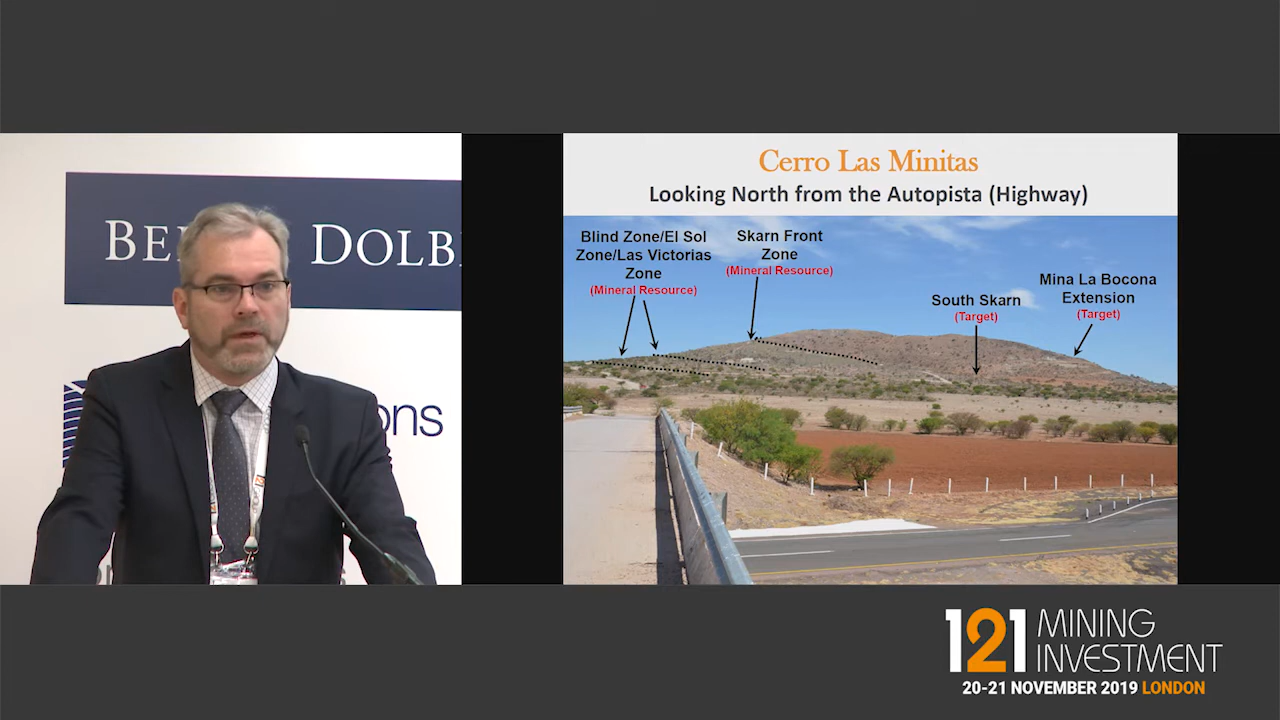 DOLB
ons
Cerro Las Minitas
Looking North from the Autopista (Highway)
Blind Zone/El Sol
Zone/Las Victorias
Zone
(Mineral Resource)
Skarn Front
Zone
(Mineral Resource)
South Skarn
(Target)
Mina La Bocona
Extension
(Target)
121 MINING
INVESTMENT
20-21 NOVEMBER 2019 LONDON